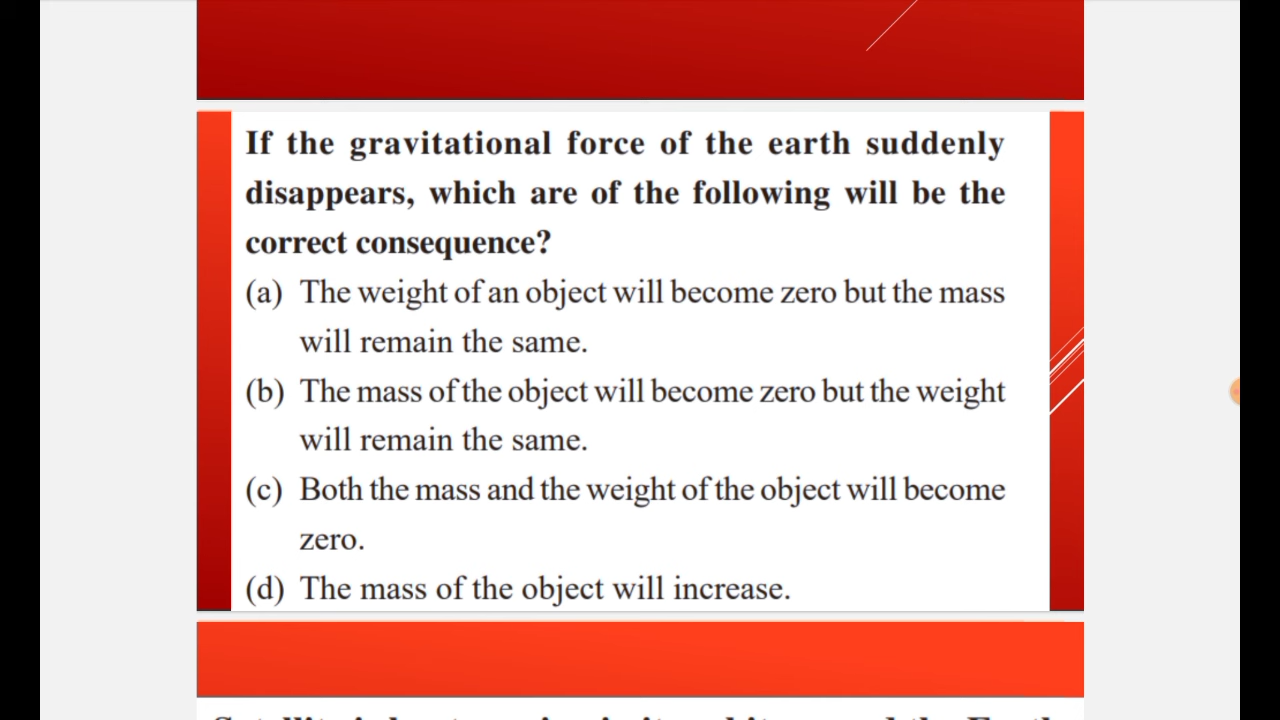 If the gravitational force of the earth suddenly
disappears, which are of the following will be the
correct consequence?
(a) The weight of an object will become zero but the mass
will remain the same.
(b) The mass of the object will become zero but the weight
will remain the same.
(c) Both the mass and the weight of the object will become
zero.
(d) The mass of the object will increase.